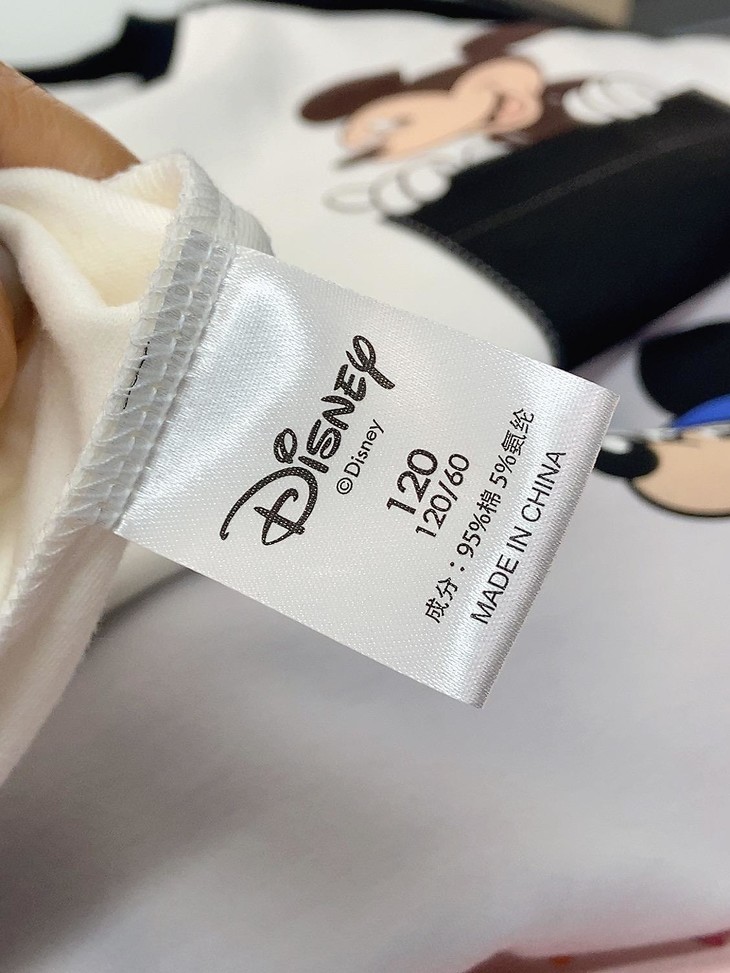 Disney
©Disney
120
120/60
成分：95%棉 5%氨纶
MADE IN CHINA